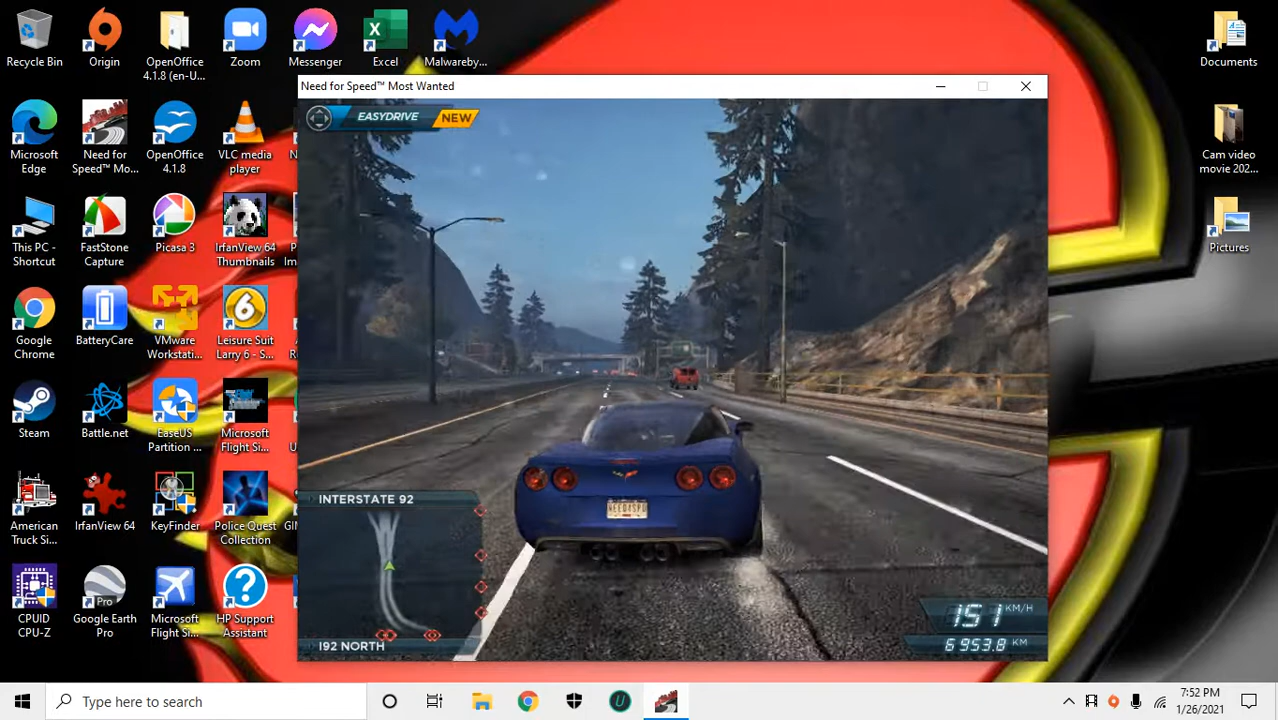 Recycle Bin
Origin
OpenOffice
4.1.8 (en-U...
Zoom
Messenger
Excel
Malwareby...
Documents
Need for Speed™ Most Wanted
EASYDRIVE
NEW
Microsoft
Edge
Need for
Speed™ Mo...
OpenOffice
4.1.8
VLC media
player
Cam video
movie 202...
This PC -
Shortcut
FastStone
Capture
Picasa 3
IrfanView 64
Thumbnails
Pictures
Google
Chrome
BatteryCare
VMware
Workstati...
Leisure Suit
Larry 6 - S...
Steam
Battle.net
EaseUS
Partition ...
Microsoft
Flight Si...
American
Truck Si...
IrfanView 64
KeyFinder
Police Quest
Collection
INTERSTATE 92
NEED4SPD
CPUID
CPU-Z
Google Earth
Pro
Microsoft
Flight Si...
HP Support
Assistant
I92 NORTH
151 KM/H
6953.8 KM
Type here to search
7:52 PM
1/26/2021